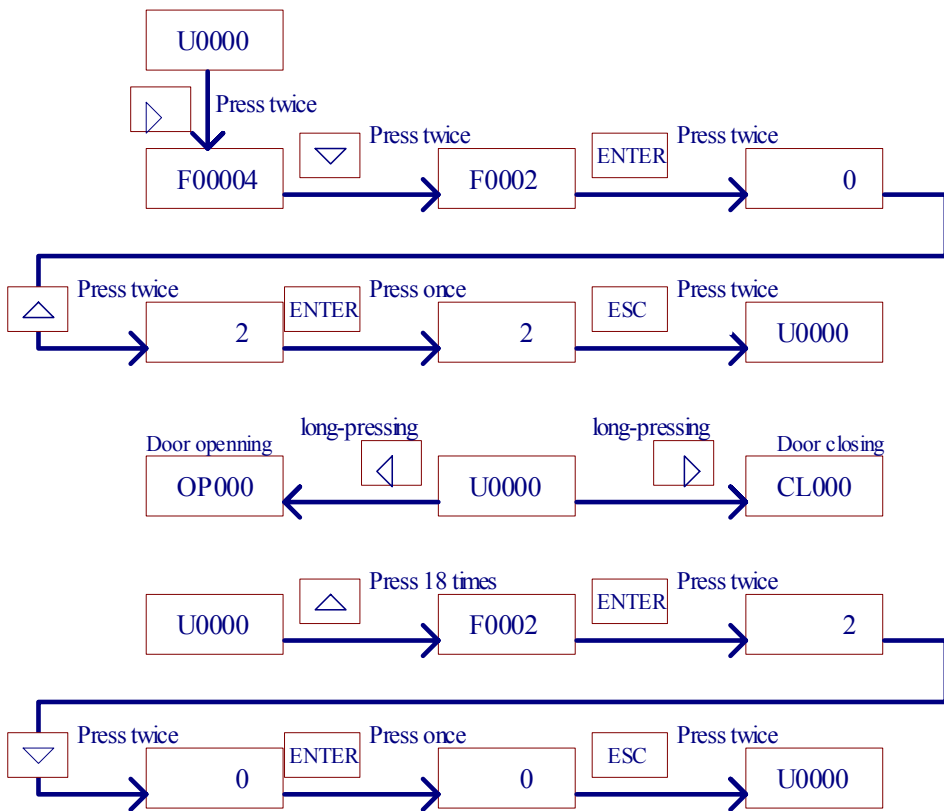 U0000
Press twice
Press twice
Press twice
F00004
F0002
ENTER
0
Press twice
Press once
Press twice
2
ENTER
2
ESC
U0000
long-pressing
long-pressing
Door openning
Door closing
OP000
U0000
CL000
Press 18 times
Press twice
U0000
F0002
ENTER
2
Press twice
Press once
Press twice
0
ENTER
0
ESC
U0000